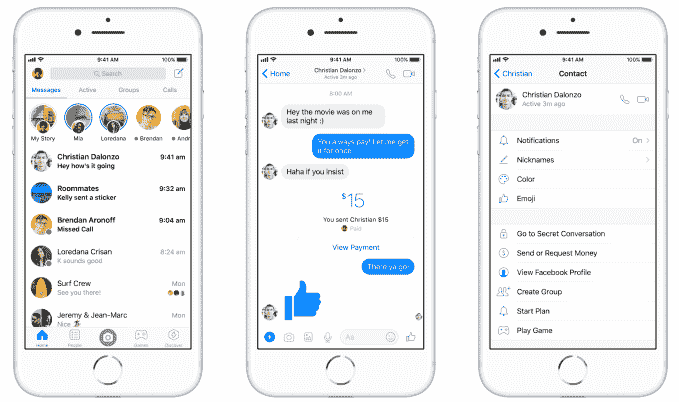 9:41 AM 100%
Search
Messages Active Groups Calls
My Story Mia Loredana Brendan Andr
Christian Dalonzo 9:41 am
Hey how's it going
Roommates 9:32 am
Kelly sent a sticker
Brendan Aronoff 9:04 am
Missed Call
Loredana Crisan 8:24 am
K sounds good
Surf Crew Mon
See you there!
Jeremy & Jean-Marc Mon
Nice
Home People Games Discover
9:41 AM 100%
Home Christian Dalonzo
Active 3m ago
8:00 AM
Hey the movie was on me
last night :)
You always pay! Let me get
it for once
Haha if you insist
$15
You sent Christian $15
Paid
View Payment
There ya go!
Aa
9:41 AM 100%
Christian Contact
Christian Dalonzo
Active 3m ago
Notifications On
Nicknames
Color
Emoji
Go to Secret Conversation
Send or Request Money
View Facebook Profile
Create Group
Start Plan
Play Game